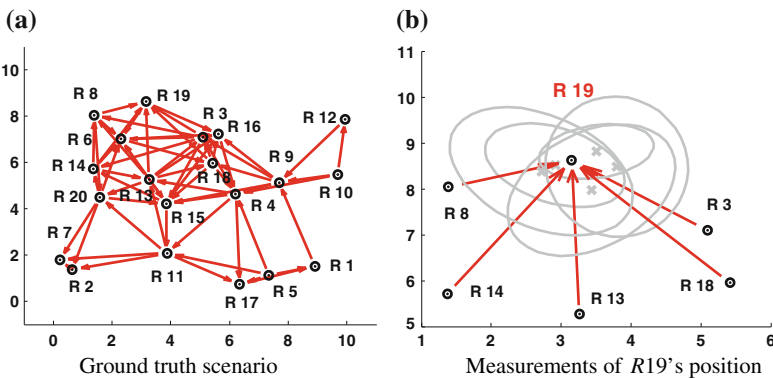 (a)
10
8
6
4
2
0
0 2 4 6 8 10
R 8
R 19
R 3
R 16
R 12
R 6
R 9
R 14
R 18
R 10
R 13
R 20
R 15
R 4
R 7
R 11
R 2
R 17
R 5
R 1
Ground truth scenario
(b)
11
10
9
8
7
6
5
1 2 3 4 5 6
R 19
R 8
R 3
R 14
R 13
R 18
Measurements of R19's position